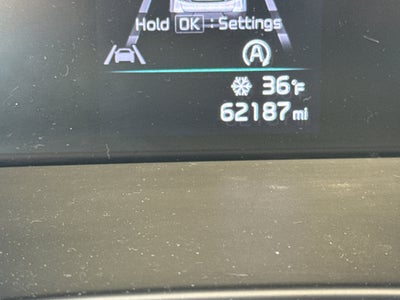 Hold OK : Settings
A
36°F
62187 mi